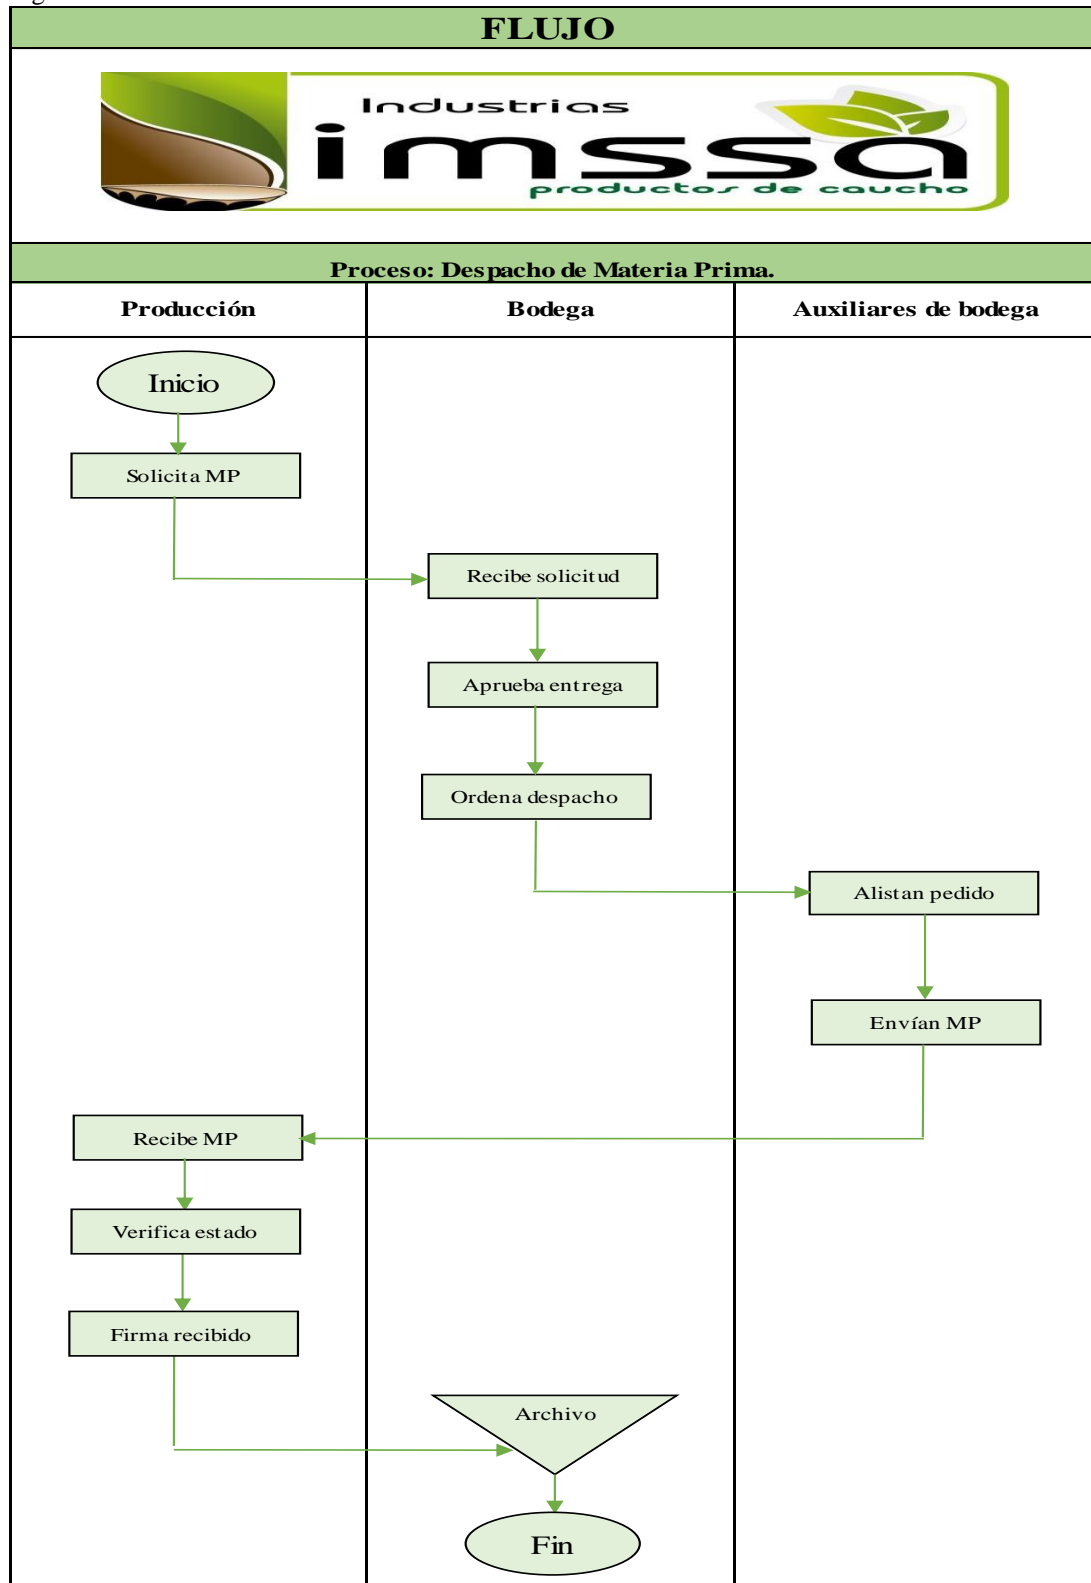 FLUJO
Industrias
imssa
productos de caucho
Proceso: Despacho de Materia Prima.
Producción
Bodega
Auxiliares de bodega
Inicio
Solicita MP
Recibe solicitud
Aprueba entrega
Ordena despacho
Alistan pedido
Envían MP
Recibe MP
Verifica estado
Firma recibido
Archivo
Fin